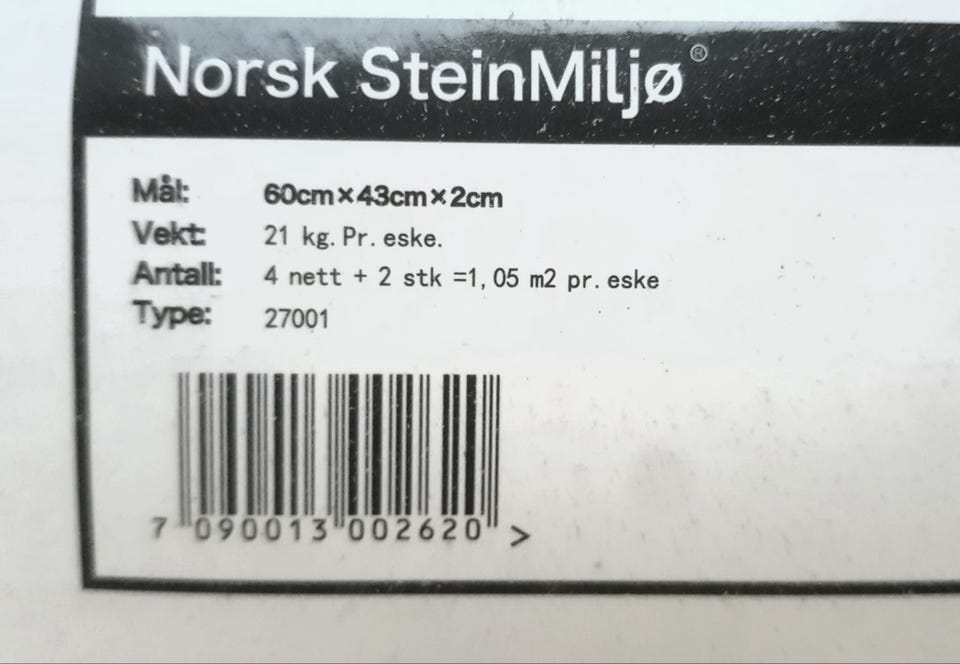 Norsk SteinMiljø®
Mål: 60cm×43cm×2cm
Vekt: 21 kg. Pr. eske.
Antall: 4 nett + 2 stk =1,05 m2 pr. eske
Type: 27001
7 090013 002620 >